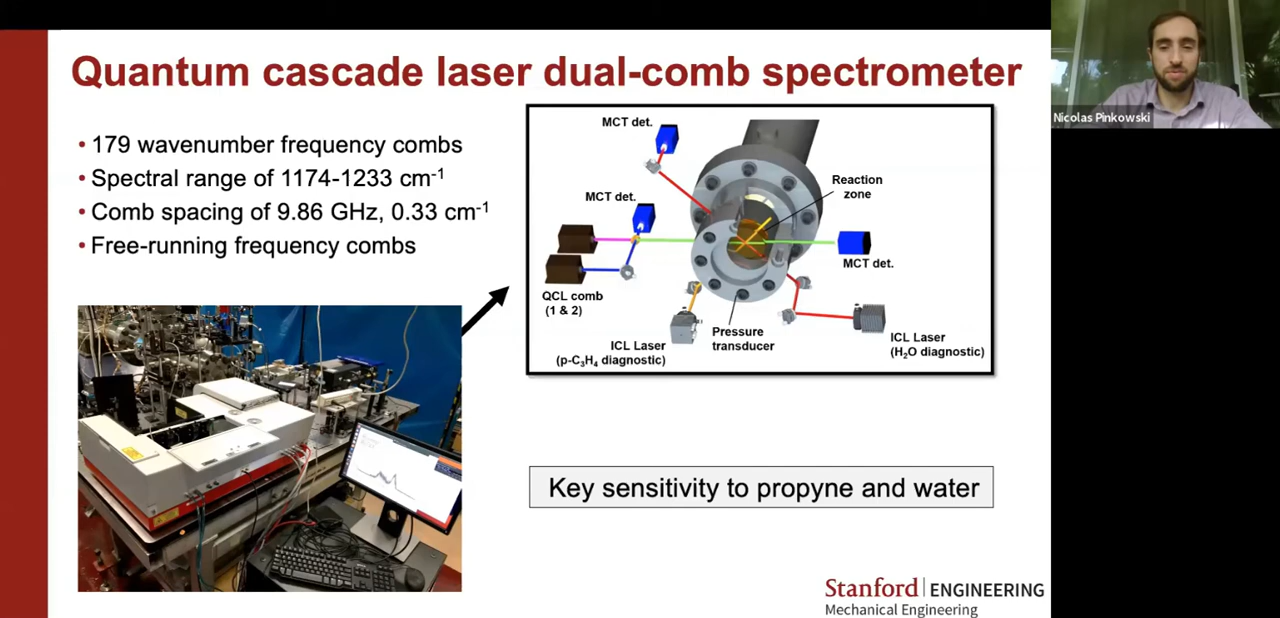 Quantum cascade laser dual-comb spectrometer
• 179 wavenumber frequency combs
• Spectral range of 1174-1233 cm⁻¹
• Comb spacing of 9.86 GHz, 0.33 cm⁻¹
• Free-running frequency combs
MCT det.
MCT det.
Reaction
zone
MCT det.
QCL comb
(1 & 2)
ICL Laser
(p-C₃H₄ diagnostic)
Pressure
transducer
ICL Laser
(H₂O diagnostic)
Key sensitivity to propyne and water
Stanford | ENGINEERING
Mechanical Engineering
Nicolas Pinkowski